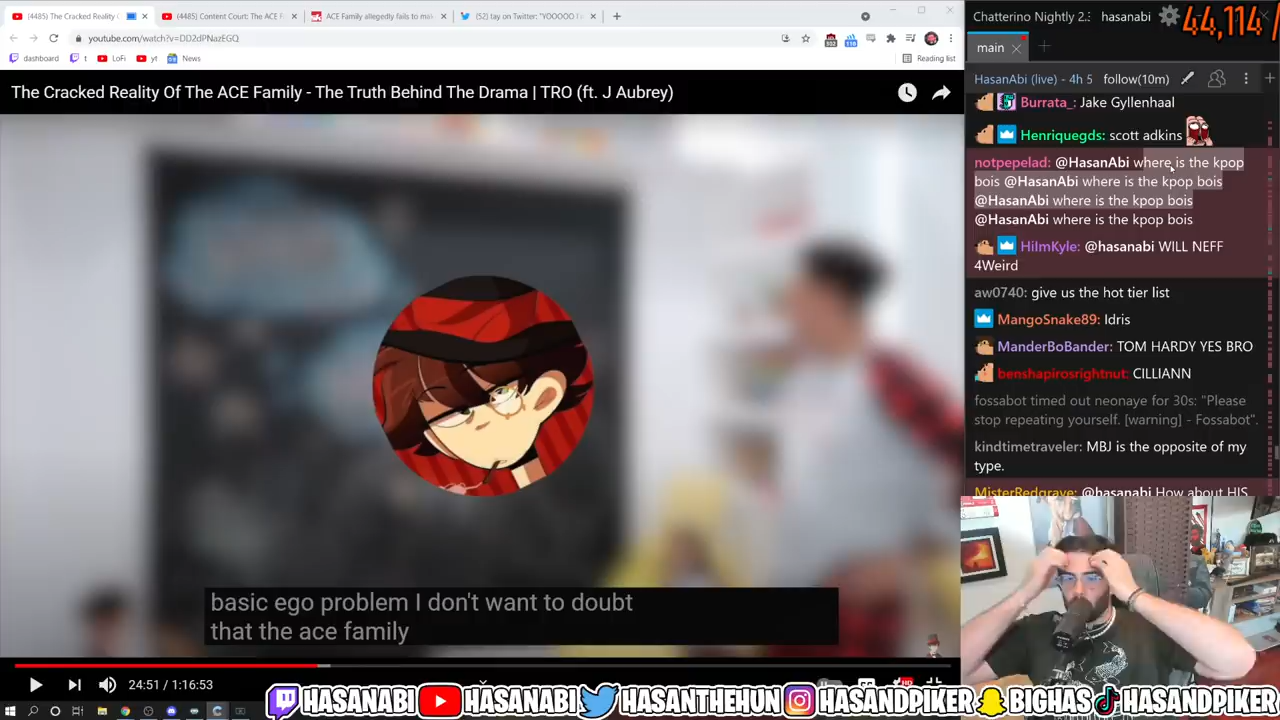 (4485) The Cracked Reality O
(4485) Content Court: The ACE F
ACE Family allegedly fails to mak
(52) tay on Twitter: "YOOOOO I
youtube.com/watch?v=DD2dPNazEGQ
dashboard
t
LoFi
yt
News
Reading list
The Cracked Reality Of The ACE Family - The Truth Behind The Drama | TRO (ft. J Aubrey)
basic ego problem I don't want to doubt
that the ace family
24:51 / 1:16:53
Chatterino Nightly 2.
hasanabi
44,114 /
main
HasanAbi (live) - 4h 5
follow(10m)
Burrata_: Jake Gyllenhaal
Henriquegds: scott adkins
notpepelad: @HasanAbi where is the kpop
bois @HasanAbi where is the kpop bois
@HasanAbi where is the kpop bois
@HasanAbi where is the kpop bois
HilmKyle: @hasanabi WILL NEFF
4Weird
aw0740: give us the hot tier list
MangoSnake89: Idris
ManderBoBander: TOM HARDY YES BRO
benshapirosrightnut: CILLIANN
fossabot timed out neonaye for 30s: "Please
stop repeating yourself. [warning] - Fossabot".
kindtimetraveler: MBJ is the opposite of my
type.
MisterRedgrave: @hasanabi How about HIS
HASANABI
HASANABI
HASANTHEHUN
HASANDPIKER
BIGHAS
HASANDPIKER